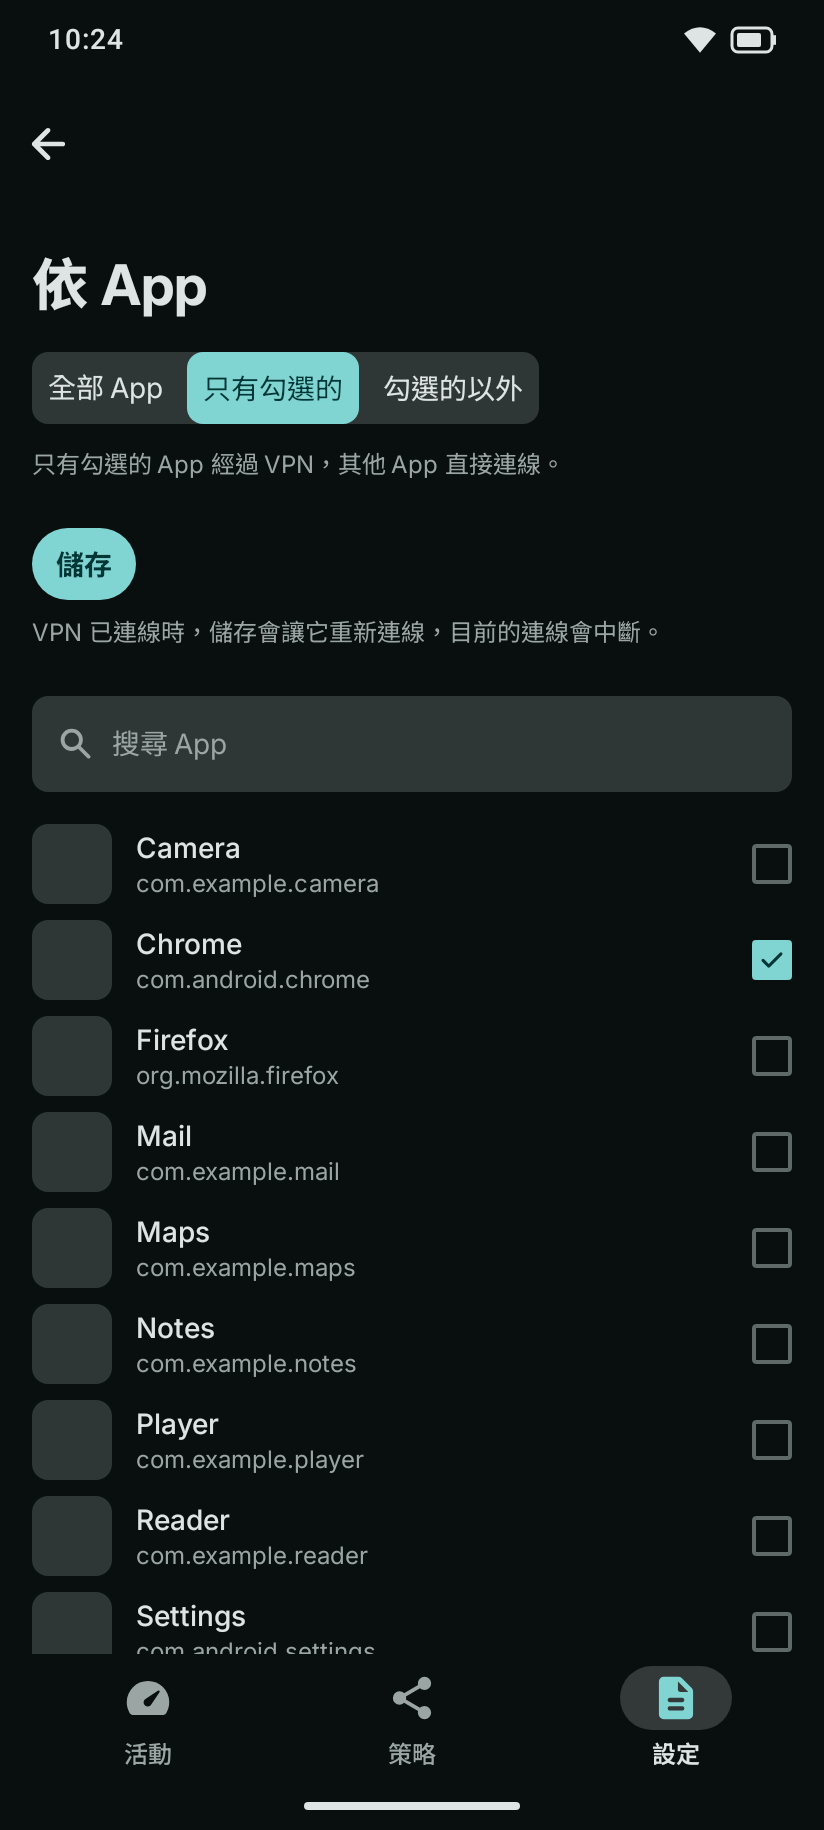 10:24
依 App
全部 App
只有勾選的
勾選的以外
只有勾選的 App 經過 VPN，其他 App 直接連線。
儲存
VPN 已連線時，儲存會讓它重新連線，目前的連線會中斷。
搜尋 App
Camera
com.example.camera
Chrome
com.android.chrome
Firefox
org.mozilla.firefox
Mail
com.example.mail
Maps
com.example.maps
Notes
com.example.notes
Player
com.example.player
Reader
com.example.reader
Settings
com.android.settings
活動
策略
設定